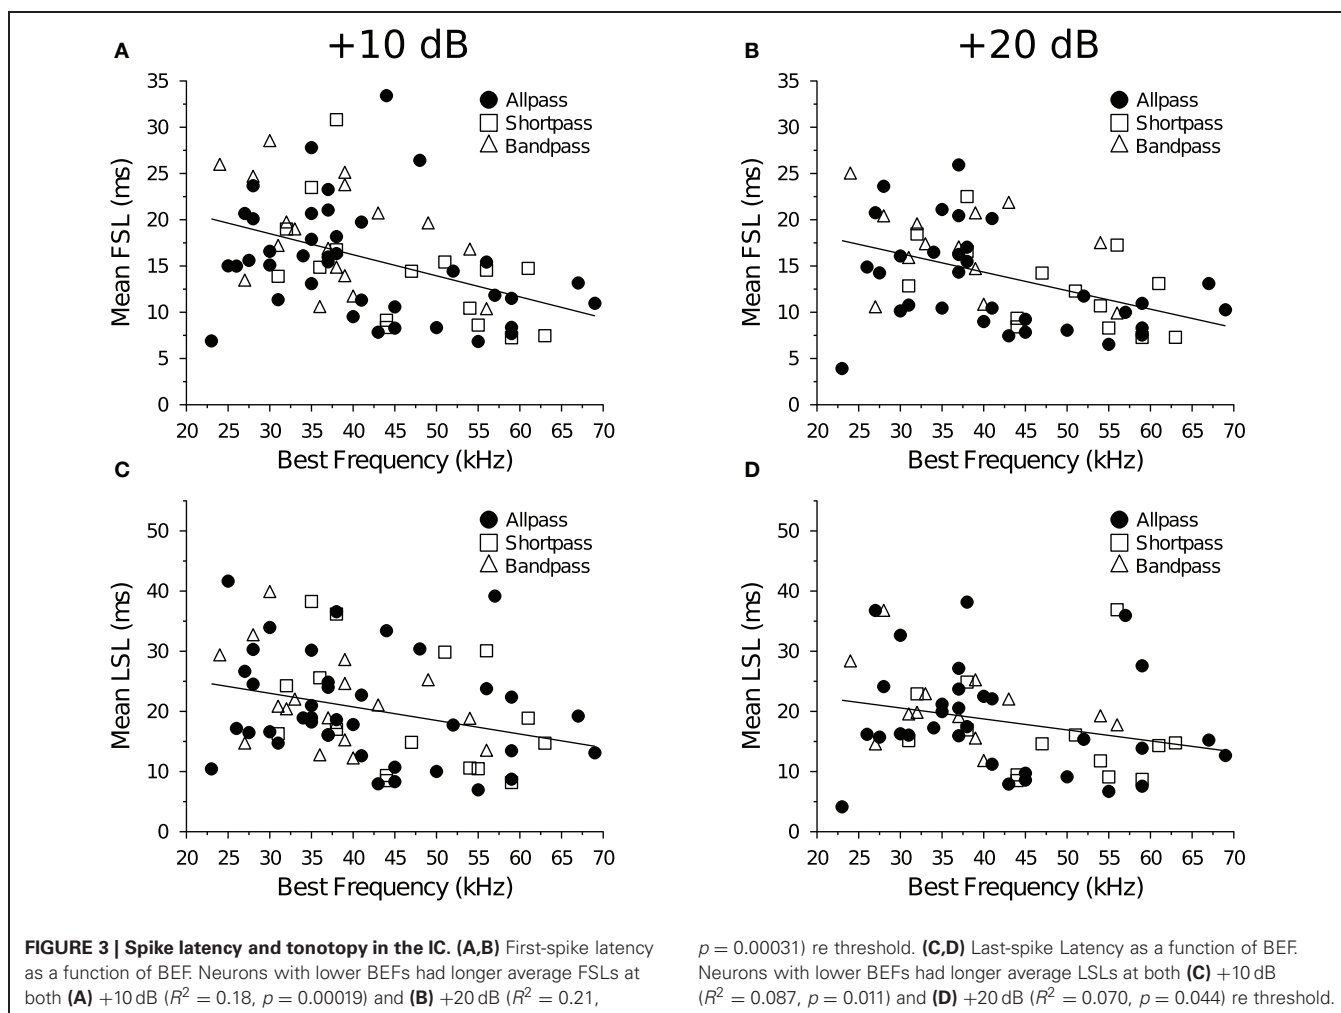 A
+10 dB
35
30
25
20
15
10
5
0
Mean FSL (ms)
Allpass
Shortpass
Bandpass
20 25 30 35 40 45 50 55 60 65 70
Best Frequency (kHz)
B
+20 dB
35
30
25
20
15
10
5
0
Mean FSL (ms)
Allpass
Shortpass
Bandpass
20 25 30 35 40 45 50 55 60 65 70
Best Frequency (kHz)
C
50
40
30
20
10
0
Mean LSL (ms)
Allpass
Shortpass
Bandpass
20 25 30 35 40 45 50 55 60 65 70
Best Frequency (kHz)
D
50
40
30
20
10
0
Mean LSL (ms)
Allpass
Shortpass
Bandpass
20 25 30 35 40 45 50 55 60 65 70
Best Frequency (kHz)
FIGURE 3 | Spike latency and tonotopy in the IC. (A,B) First-spike latency
as a function of BEF. Neurons with lower BEFs had longer average FSLs at
both (A) +10 dB (R² = 0.18, p = 0.00019) and (B) +20 dB (R² = 0.21,
p = 0.00031) re threshold. (C,D) Last-spike Latency as a function of BEF.
Neurons with lower BEFs had longer average LSLs at both (C) +10 dB
(R² = 0.087, p = 0.011) and (D) +20 dB (R² = 0.070, p = 0.044) re threshold.